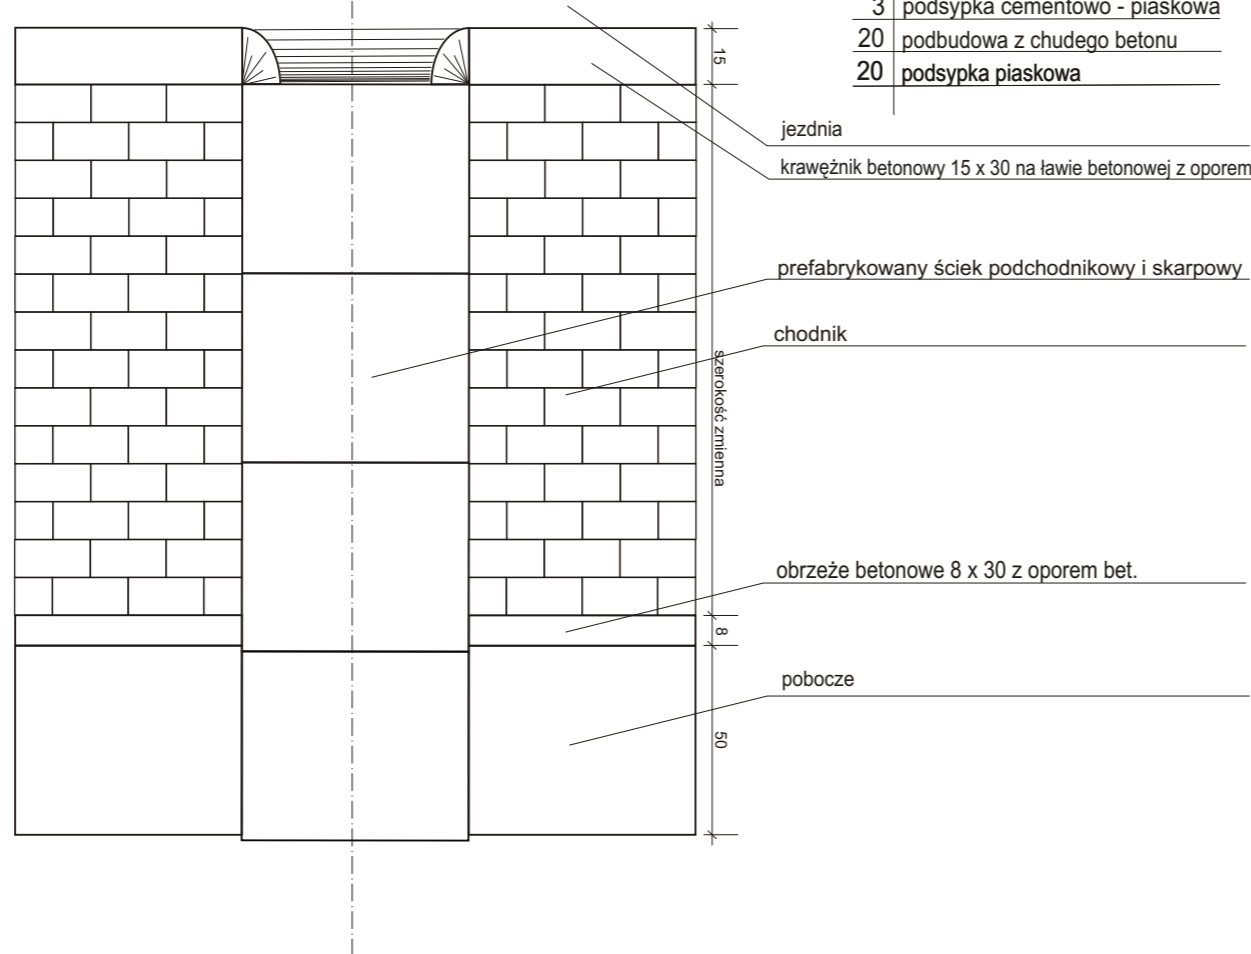 3 podsypka cementowo - piaskowa
20 podbudowa z chudego betonu
20 podsypka piaskowa
15
jezdnia
krawężnik betonowy 15 x 30 na ławie betonowej z oporem
prefabrykowany ściek podchodnikowy i skarpowy
chodnik
szerokość zmienna
obrzeże betonowe 8 x 30 z oporem bet.
8
pobocze
50